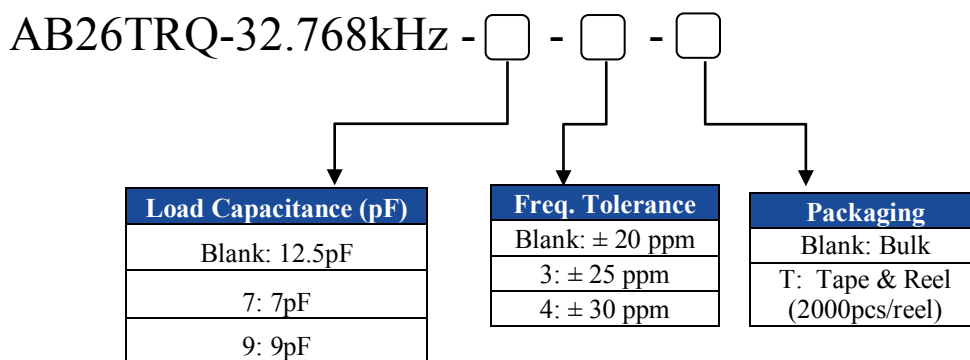 AB26TRQ-32.768kHz - - -
Load Capacitance (pF)
Blank: 12.5pF
7: 7pF
9: 9pF
Freq. Tolerance
Blank: ± 20 ppm
3: ± 25 ppm
4: ± 30 ppm
Packaging
Blank: Bulk
T: Tape & Reel
(2000pcs/reel)